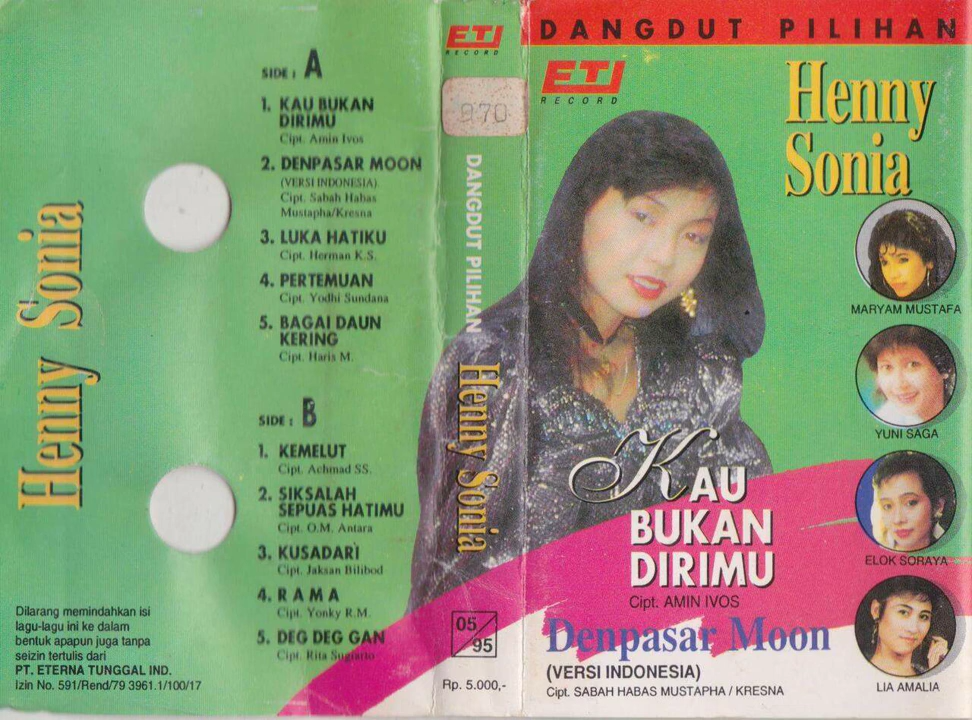 Henny Sonia
SIDE : A
1. KAU BUKAN
DIRIMU
Cipt. Amin Ivos
2. DENPASAR MOON
(VERSI INDONESIA)
Cipt. Sabah Habas
Mustapha/Kresna
3. LUKA HATIKU
Cipt. Herman K.S.
4. PERTEMUAN
Cipt. Yodhi Sundana
5. BAGAI DAUN
KERING
Cipt. Haris M.
SIDE : B
1. KEMELUT
Cipt. Achmad SS.
2. SIKSALAH
SEPUAS HATIMU
Cipt. O.M. Antara
3. KUSADARI
Cipt. Jaksan Bilibod
4. R A M A
Cipt. Yonky R.M.
5. DEG DEG GAN
Cipt. Rita Sugiarto
Dilarang memindahkan isi
lagu-lagu ini ke dalam
bentuk apapun juga tanpa
seizin tertulis dari
PT. ETERNA TUNGGAL IND.
Izin No. 591/Rend/79 3961.1/100/17
ETI
RECORD
970
DANGDUT PILIHAN
Henny Sonia
05
95
Rp. 5.000,-
DANGDUT PILIHAN
ETI
RECORD
Henny
Sonia
MARYAM MUSTAFA
YUNI SAGA
ELOK SORAYA
LIA AMALIA
KAU
BUKAN
DIRIMU
Cipt. AMIN IVOS
Denpasar Moon
(VERSI INDONESIA)
Cipt. SABAH HABAS MUSTAPHA / KRESNA